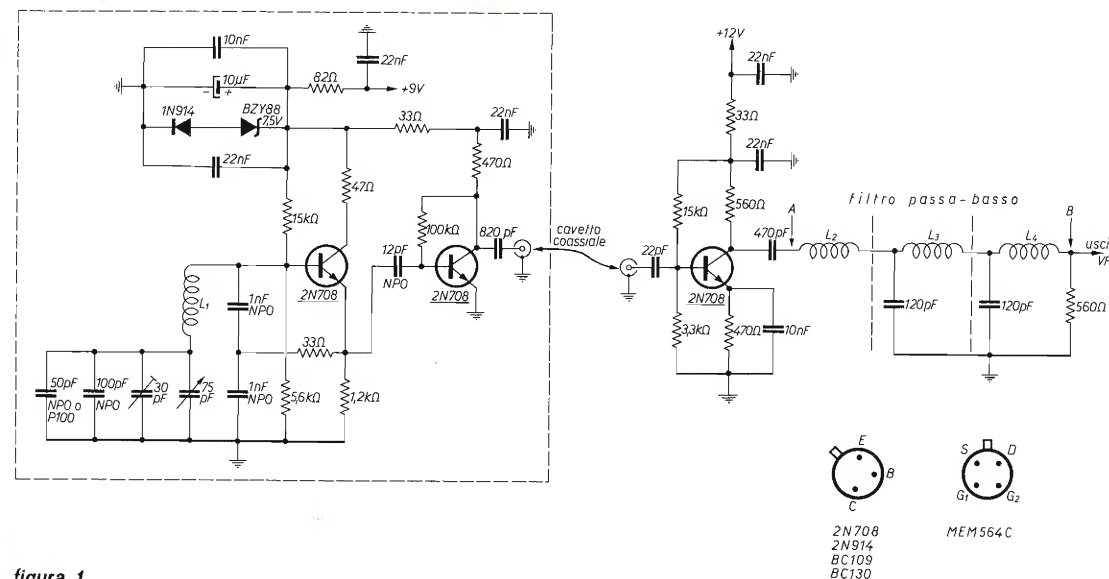 10nF
10µF
- +
1N914
BZY88
7,5V
22nF
82Ω
22nF
+9V
33Ω
22nF
470Ω
47Ω
15kΩ
100kΩ
820 pF
12pF
NPO
2N708
2N708
L1
1nF
NPO
33Ω
1nF
NPO
5,6kΩ
1,2kΩ
50pF
NPO o
P100
100pF
NPO
30
pF
75
pF
cavetto
coassiale
+12V
22nF
33Ω
22nF
15kΩ
560Ω
22pF
2N708
470pF
3,3kΩ
470Ω
10nF
A
filtro passa-basso
B
L2
L3
L4
120pF
120pF
560Ω
E
B
C
2N708
2N914
BC109
BC130
S D
G1 G2
MEM564C
figura 1